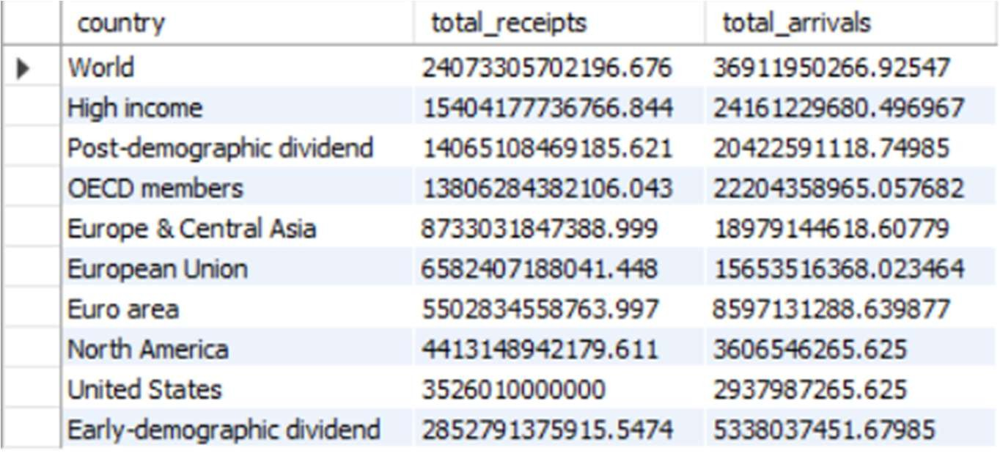 country total_receipts total_arrivals
World 24073305702196.676 36911950266.92547
High income 15404177736766.844 24161229680.496967
Post-demographic dividend 14065108469185.621 20422591118.74985
OECD members 13806284382106.043 22204358965.057682
Europe & Central Asia 8733031847388.999 18979144618.60779
European Union 6582407188041.448 15653516368.023464
Euro area 5502834558763.997 8597131288.639877
North America 4413148942179.611 3606546265.625
United States 3526010000000 2937987265.625
Early-demographic dividend 2852791375915.5474 5338037451.67985